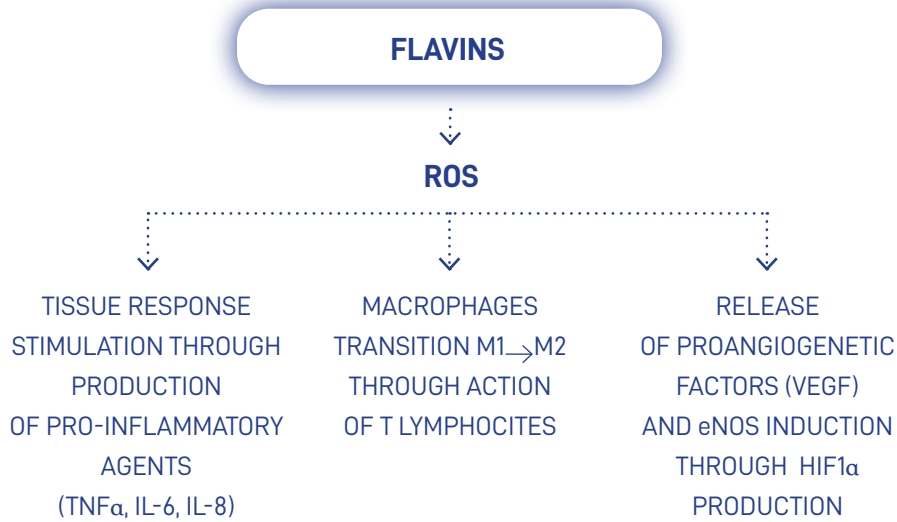 FLAVINS
ROS
TISSUE RESPONSE
STIMULATION THROUGH
PRODUCTION
OF PRO-INFLAMMATORY
AGENTS
(TNFα, IL-6, IL-8)
MACROPHAGES
TRANSITION M1→M2
THROUGH ACTION
OF T LYMPHOCITES
RELEASE
OF PROANGIOGENETIC
FACTORS (VEGF)
AND eNOS INDUCTION
THROUGH HIF1α
PRODUCTION